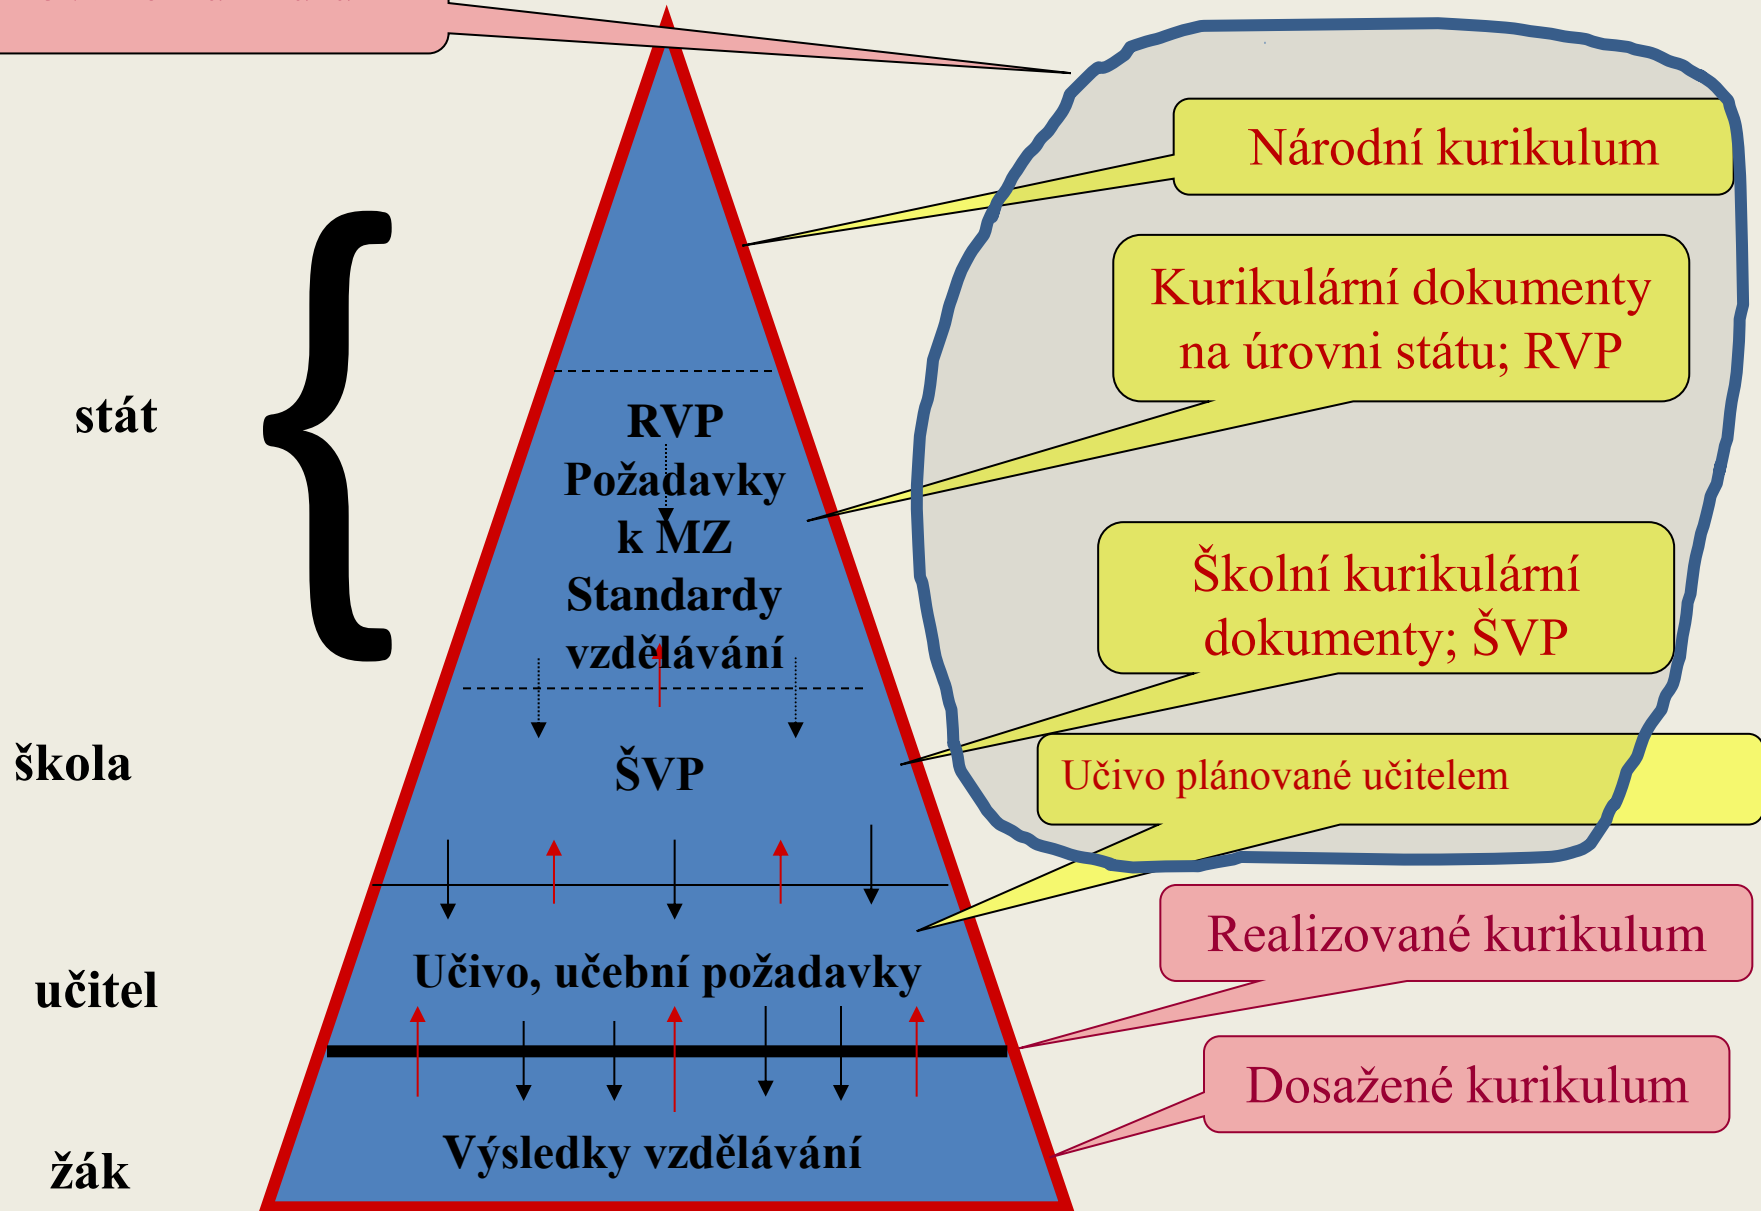 Národní kurikulum
Kurikulární dokumenty
na úrovni státu; RVP
stát
RVP
Požadavky
k MZ
Standardy
vzdělávání
Školní kurikulární
dokumenty; ŠVP
škola
ŠVP
Učivo plánované učitelem
Realizované kurikulum
učitel
Učivo, učební požadavky
Dosažené kurikulum
žák
Výsledky vzdělávání